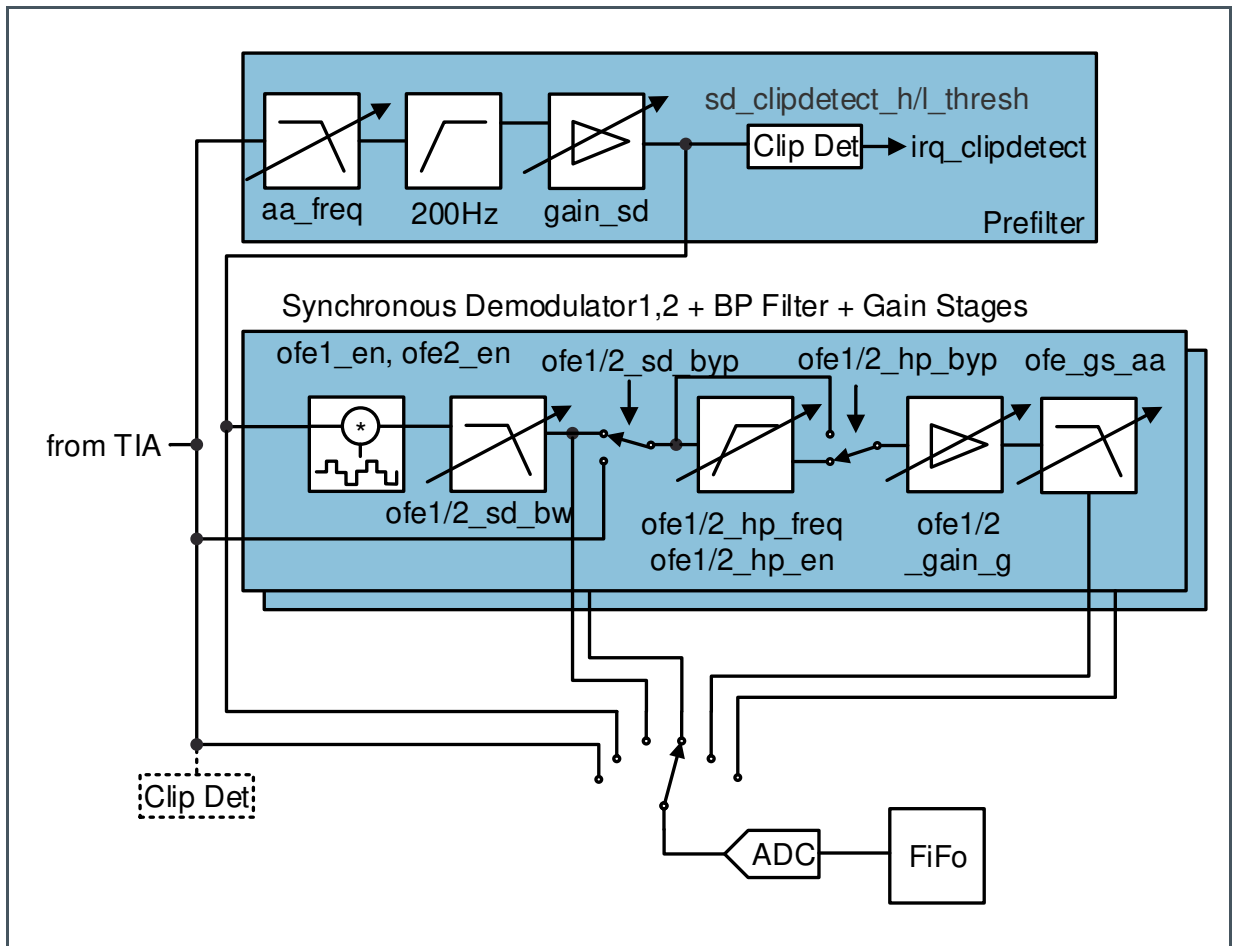 sd_clipdetect_h/l_thresh
Clip Det
irq_clipdetect
aa_freq
200Hz
gain_sd
Prefilter
Synchronous Demodulator1,2 + BP Filter + Gain Stages
ofe1_en, ofe2_en
ofe1/2_sd_byp
ofe1/2_hp_byp
ofe_gs_aa
*
from TIA
ofe1/2_sd_bw
ofe1/2_hp_freq
ofe1/2_hp_en
ofe1/2
_gain_g
Clip Det
ADC
FiFo